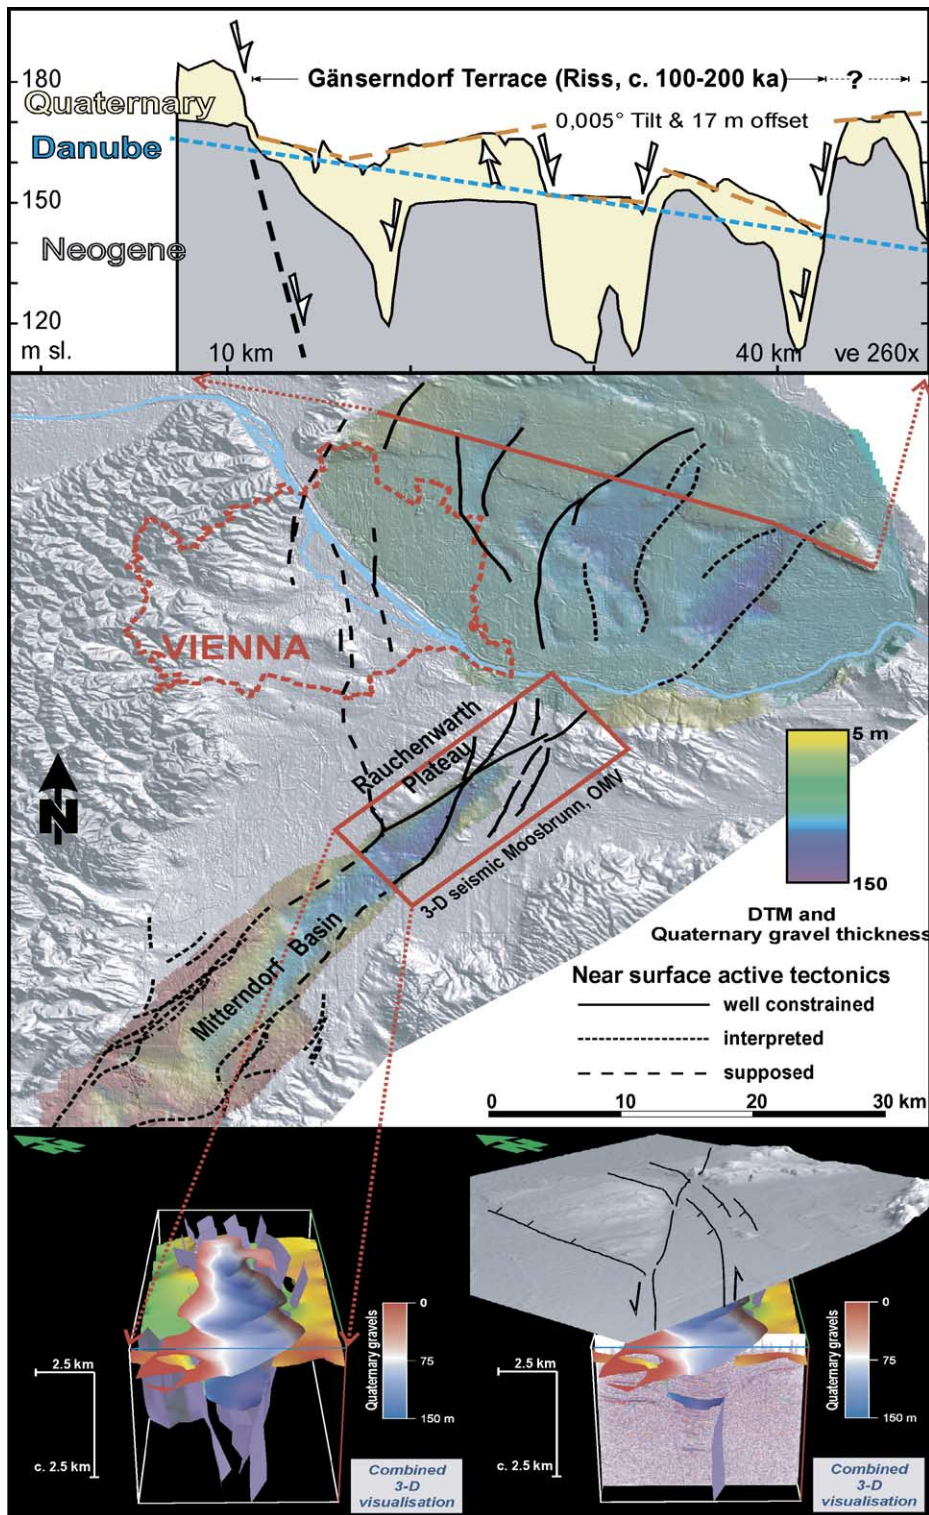 180
Gänserndorf Terrace (Riss, c. 100-200 ka)
?
Quaternary
0,005° Tilt & 17 m offset
Danube
150
Neogene
120
m sl.
10 km
40 km
ve 260x
VIENNA
Rauchenwarth
Plateau
N
3-D seismic Moosbrunn, OMV
Mitterndorf Basin
5 m
150
DTM and
Quaternary gravel thickness
Near surface active tectonics
well constrained
interpreted
supposed
0
10
20
30 km
N
N
Quaternary gravels
0
75
150 m
2.5 km
c. 2.5 km
Combined
3-D
visualisation
Quaternary gravels
0
75
150 m
2.5 km
c. 2.5 km
Combined
3-D
visualisation